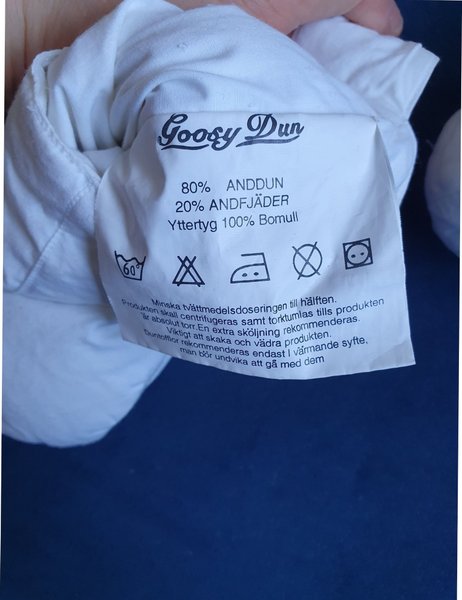 Goosy Dun
80% ANDDUN
20% ANDFJÄDER
Yttertyg 100% Bomull
60°
Minska tvättmedelsdoseringen till hälften.
Produkten skall centrifugeras samt torktumlas tills produkten
är absolut torr. En extra sköljning rekommenderas.
Viktigt att skaka och vädra produkten.
Duntofflor rekommenderas endast I värmande syfte,
man bör undvika att gå med dem